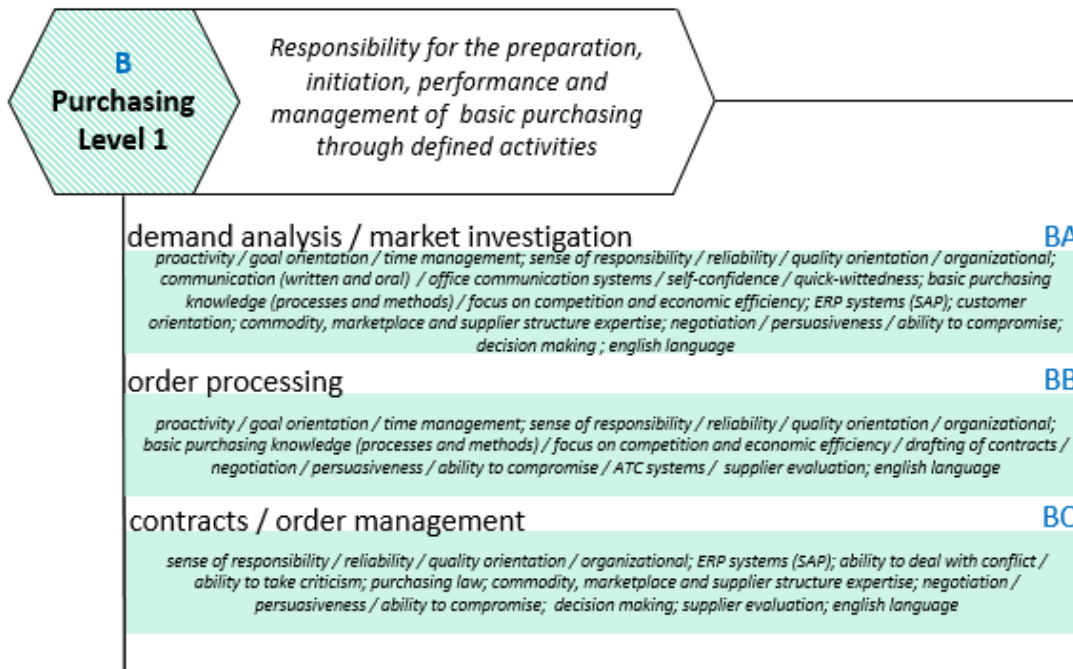 B
Purchasing
Level 1
Responsibility for the preparation,
initiation, performance and
management of basic purchasing
through defined activities
demand analysis / market investigation BA
proactivity / goal orientation / time management; sense of responsibility / reliability / quality orientation / organizational;
communication (written and oral) / office communication systems / self-confidence / quick-wittedness; basic purchasing
knowledge (processes and methods) / focus on competition and economic efficiency; ERP systems (SAP); customer
orientation; commodity, marketplace and supplier structure expertise; negotiation / persuasiveness / ability to compromise;
decision making ; english language
order processing BB
proactivity / goal orientation / time management; sense of responsibility / reliability / quality orientation / organizational;
basic purchasing knowledge (processes and methods) / focus on competition and economic efficiency / drafting of contracts /
negotiation / persuasiveness / ability to compromise / ATC systems / supplier evaluation; english language
contracts / order management BC
sense of responsibility / reliability / quality orientation / organizational; ERP systems (SAP); ability to deal with conflict /
ability to take criticism; purchasing law; commodity, marketplace and supplier structure expertise; negotiation /
persuasiveness / ability to compromise; decision making; supplier evaluation; english language